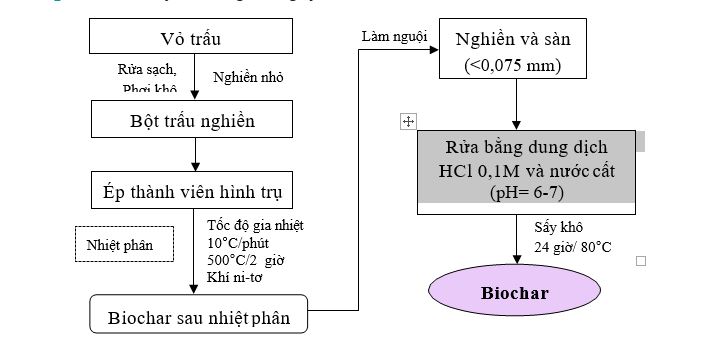 Vỏ trấu
Rửa sạch,
Phơi khô
Nghiền nhỏ
Bột trấu nghiền
Ép thành viên hình trụ
Nhiệt phân
Tốc độ gia nhiệt
10°C/phút
500°C/2 giờ
Khí ni-tơ
Biochar sau nhiệt phân
Làm nguội
Nghiền và sàn
(<0,075 mm)
Rửa bằng dung dịch
HCl 0,1M và nước cất
(pH= 6-7)
Sấy khô
24 giờ/ 80°C
Biochar